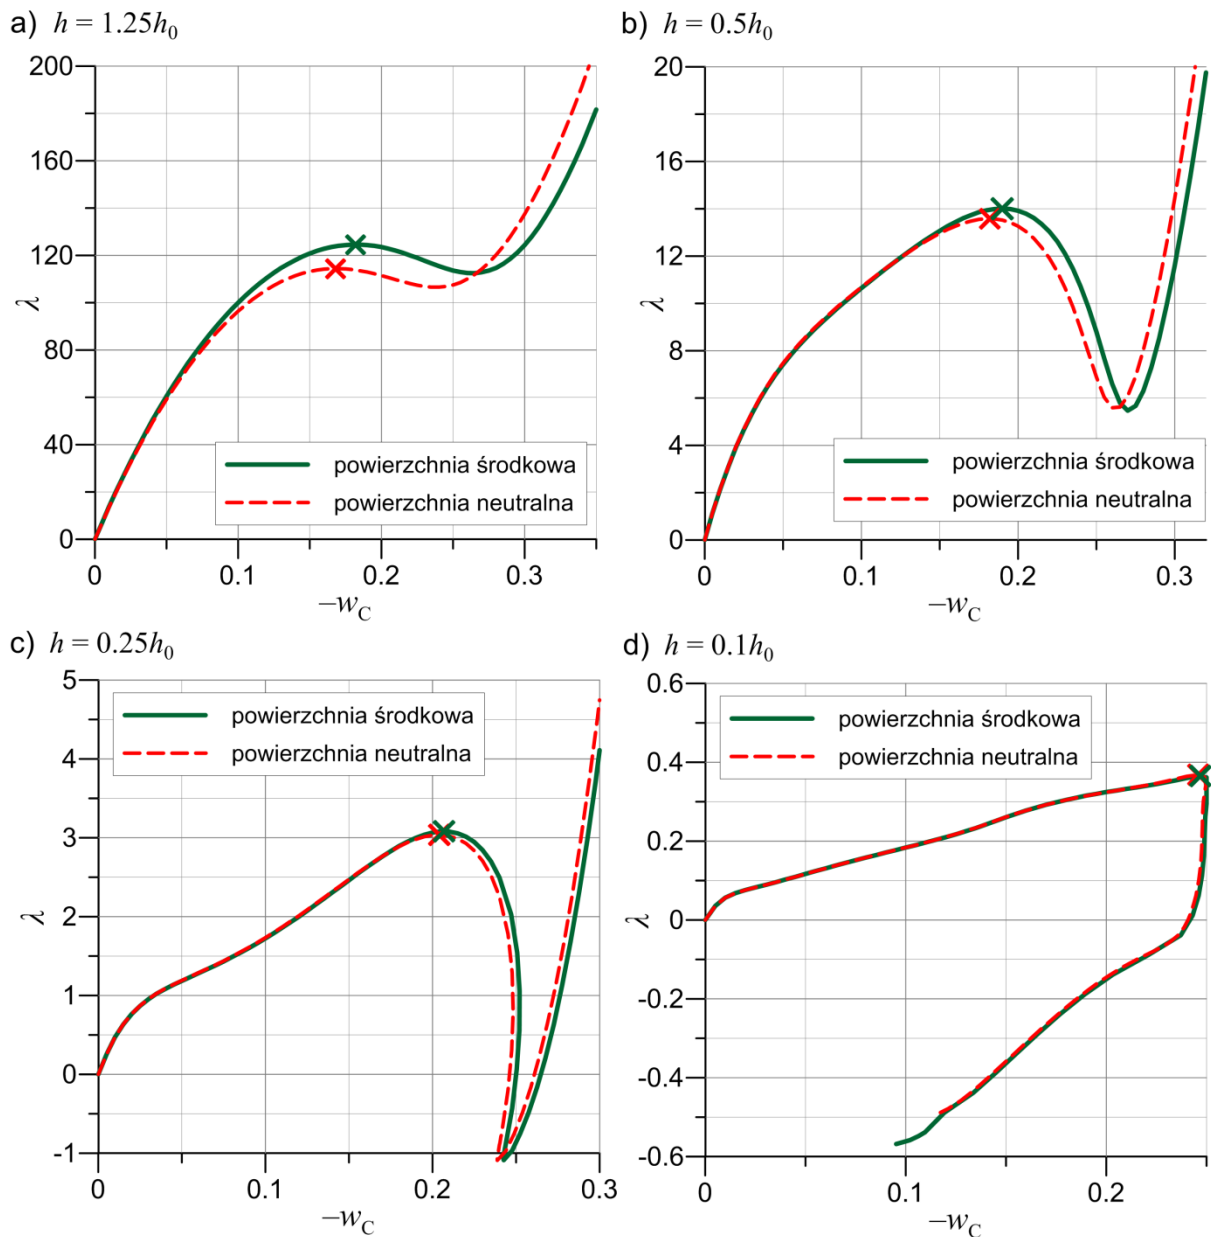 a) h = 1.25h0
200
160
120
80
40
0
λ
powierzchnia środkowa
powierzchnia neutralna
0 0.1 0.2 0.3
–wC
b) h = 0.5h0
20
16
12
8
4
0
λ
powierzchnia środkowa
powierzchnia neutralna
0 0.1 0.2 0.3
–wC
c) h = 0.25h0
5
4
3
2
1
0
-1
λ
powierzchnia środkowa
powierzchnia neutralna
0 0.1 0.2 0.3
–wC
d) h = 0.1h0
0.6
0.4
0.2
0
-0.2
-0.4
-0.6
λ
powierzchnia środkowa
powierzchnia neutralna
0 0.1 0.2
–wC